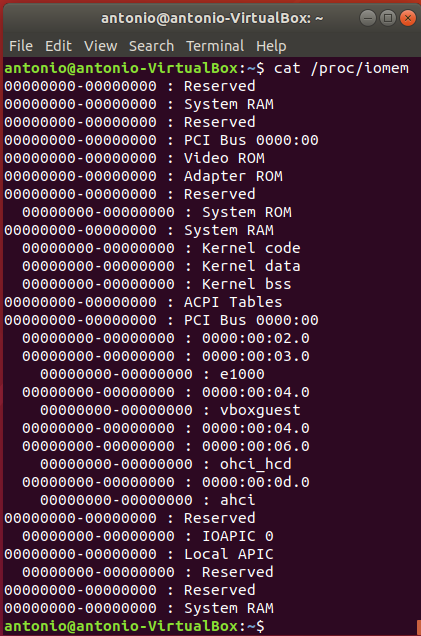 antonio@antonio-VirtualBox: ~
File Edit View Search Terminal Help
antonio@antonio-VirtualBox:~$ cat /proc/iomem
00000000-00000000 : Reserved
00000000-00000000 : System RAM
00000000-00000000 : Reserved
00000000-00000000 : PCI Bus 0000:00
00000000-00000000 : Video ROM
00000000-00000000 : Adapter ROM
00000000-00000000 : Reserved
  00000000-00000000 : System ROM
00000000-00000000 : System RAM
  00000000-00000000 : Kernel code
  00000000-00000000 : Kernel data
  00000000-00000000 : Kernel bss
00000000-00000000 : ACPI Tables
00000000-00000000 : PCI Bus 0000:00
  00000000-00000000 : 0000:00:02.0
  00000000-00000000 : 0000:00:03.0
    00000000-00000000 : e1000
  00000000-00000000 : 0000:00:04.0
    00000000-00000000 : vboxguest
  00000000-00000000 : 0000:00:04.0
  00000000-00000000 : 0000:00:06.0
    00000000-00000000 : ohci_hcd
  00000000-00000000 : 0000:00:0d.0
    00000000-00000000 : ahci
00000000-00000000 : Reserved
  00000000-00000000 : IOAPIC 0
00000000-00000000 : Local APIC
  00000000-00000000 : Reserved
00000000-00000000 : Reserved
00000000-00000000 : System RAM
antonio@antonio-VirtualBox:~$